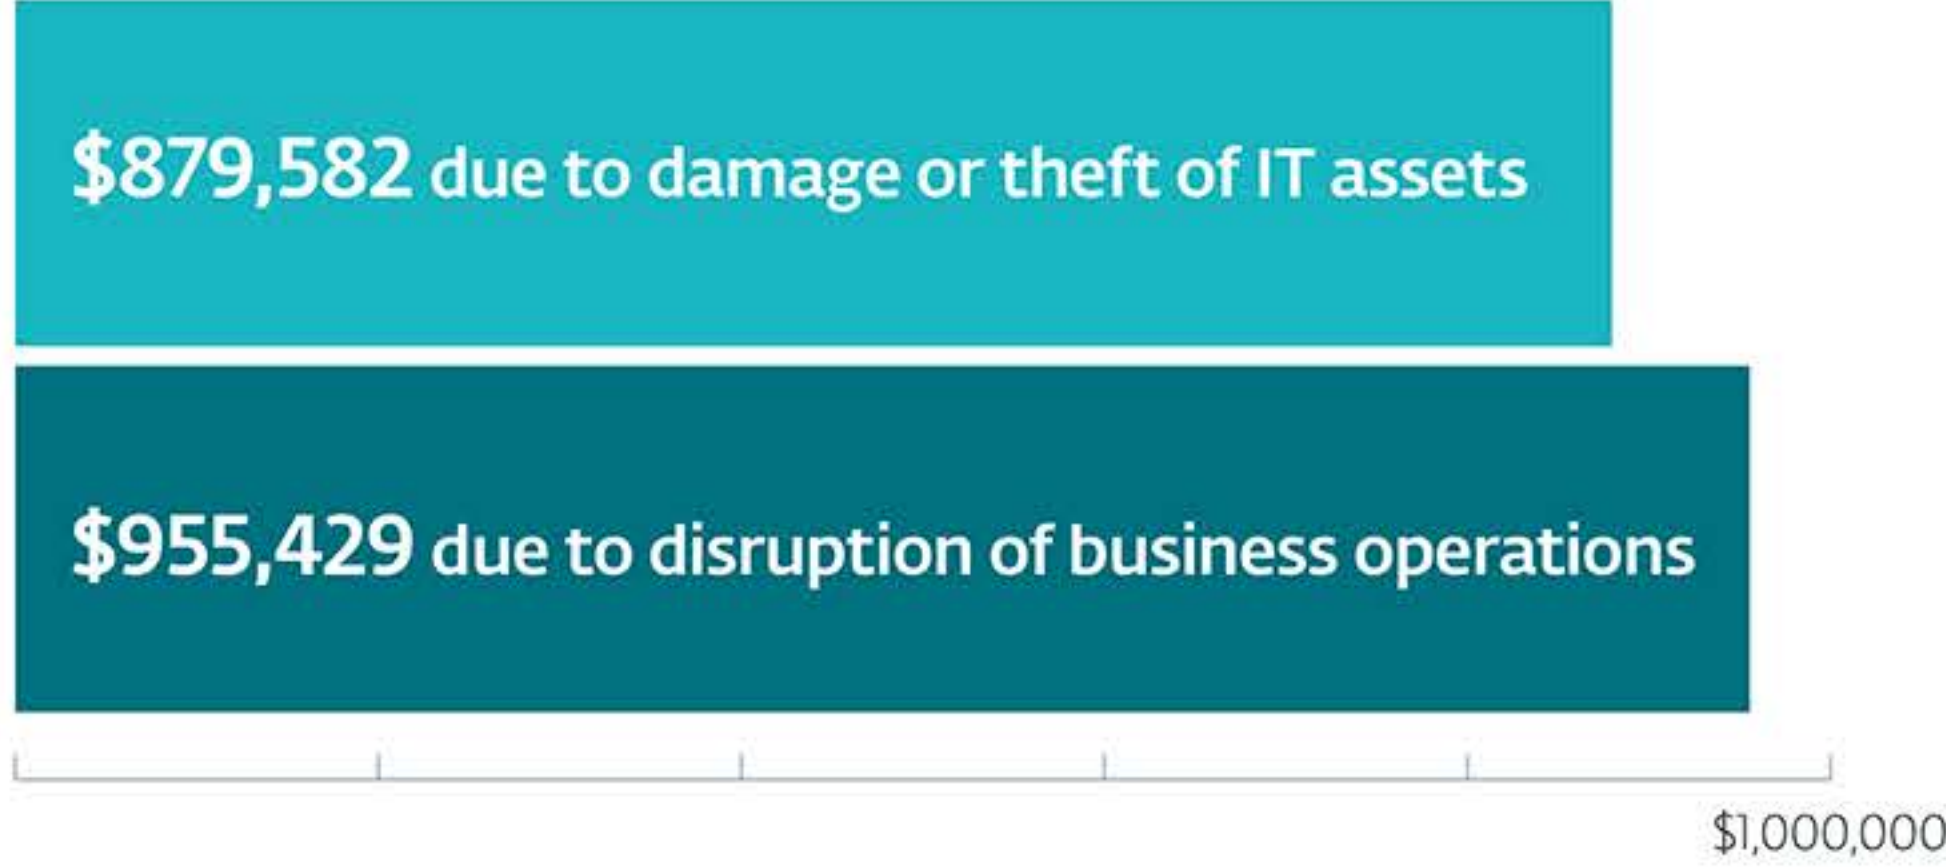 $879,582 due to damage or theft of IT assets
$955,429 due to disruption of business operations
$1,000,000